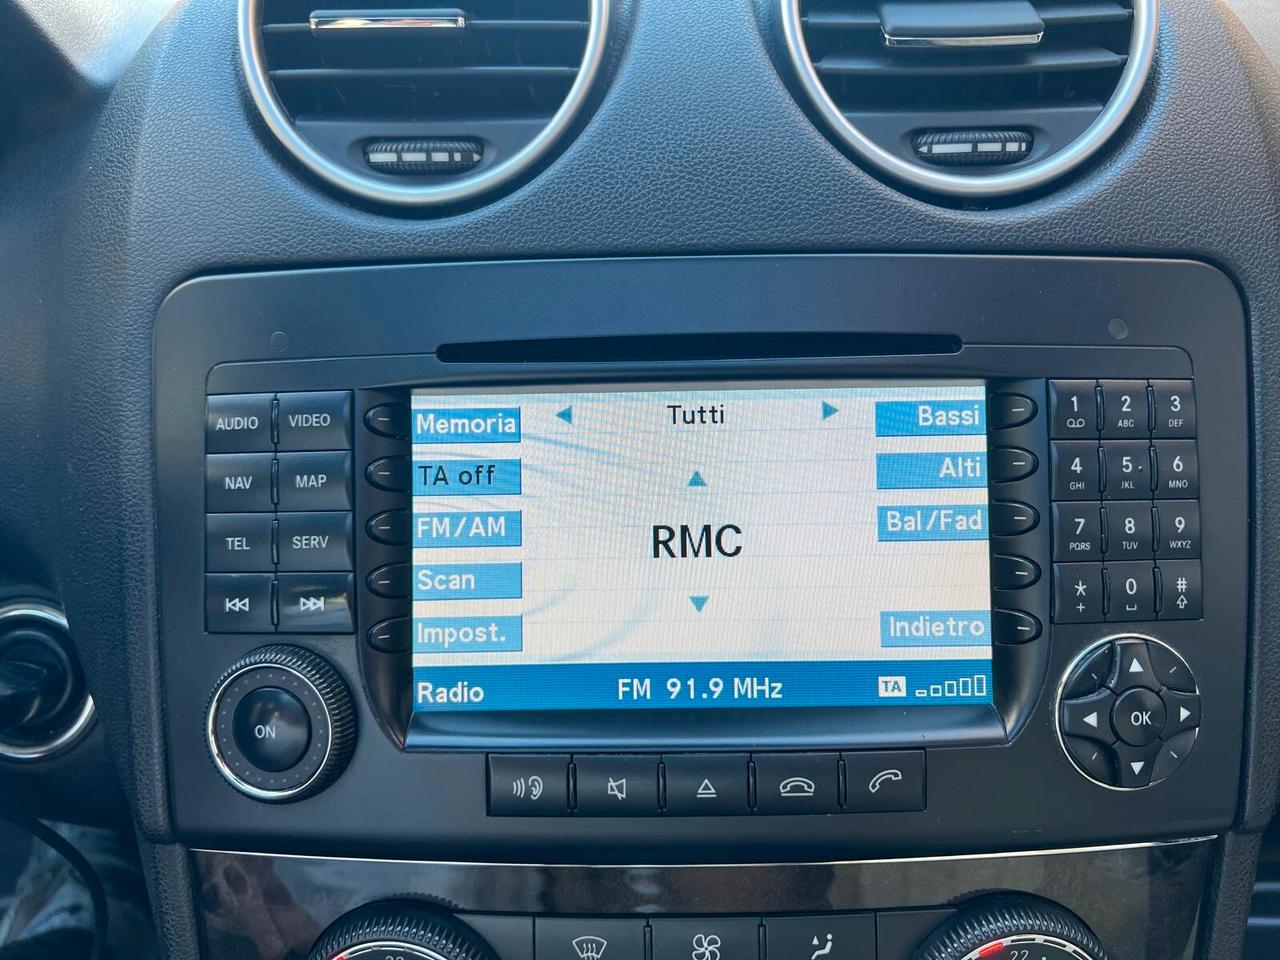 AUDIO VIDEO
NAV MAP
TEL SERV
ON
Memoria
TA off
FM/AM
Scan
Impost.
Tutti
RMC
Bassi
Alti
Bal/Fad
Indietro
Radio FM 91.9 MHz TA
1 2 ABC 3 DEF
4 GHI 5 JKL 6 MNO
7 PQRS 8 TUV 9 WXYZ
* + 0 #
OK
22 22